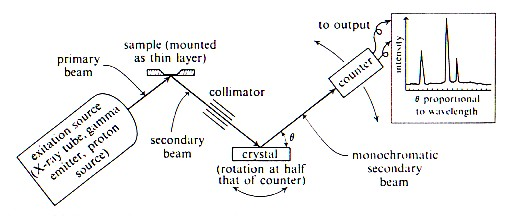 exitation source
(X-ray tube, gamma
emitter, proton
source)
primary
beam
sample (mounted
as thin layer)
secondary
beam
collimator
crystal
(rotation at half
that of counter)
θ
monochromatic
secondary
beam
counter
to output
intensity
θ proportional
to wavelength